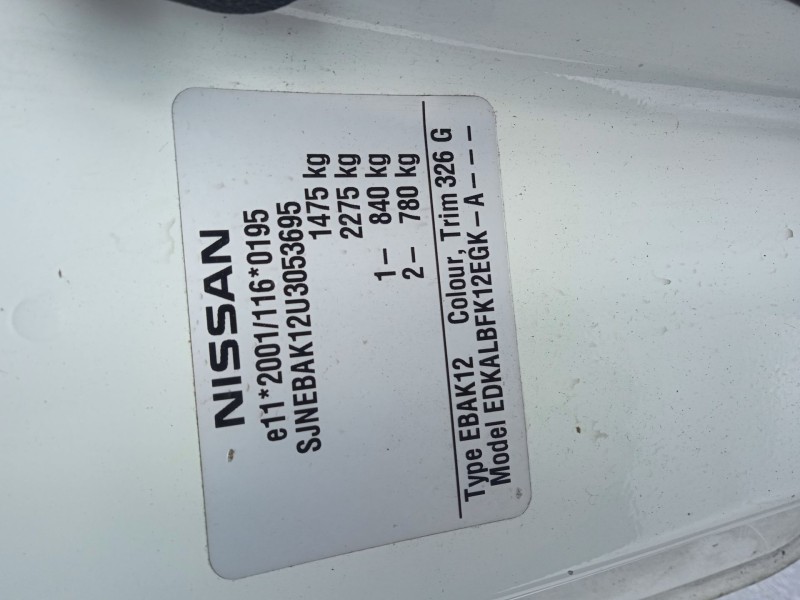 NISSAN
e11*2001/116*0195
SJNEBAK12U3053695
1475 kg
2275 kg
1– 840 kg
2– 780 kg
Type EBAK12 Colour, Trim 326 G
Model EDKALBFK12EGK – A – – –